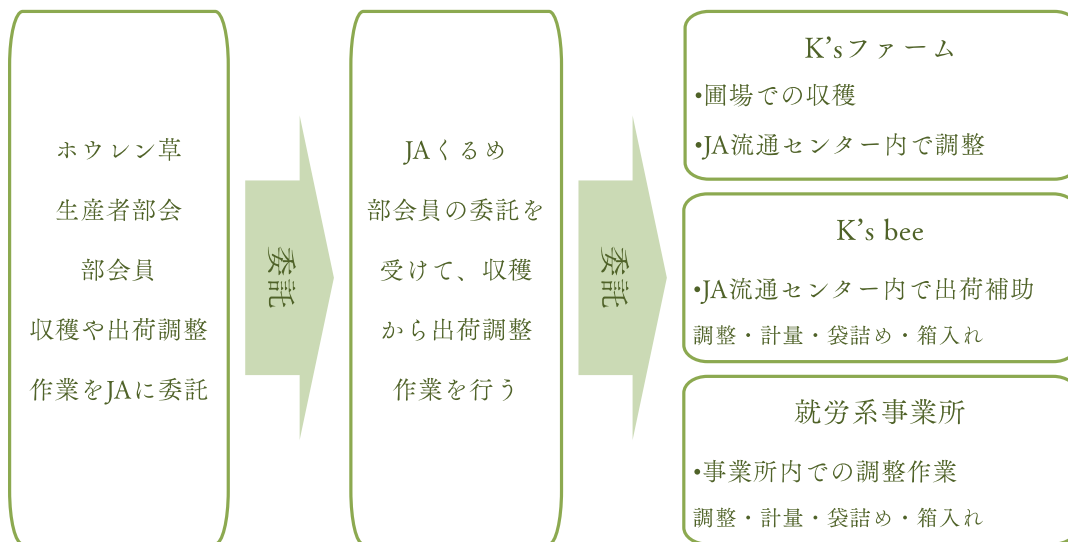 ホウレン草
生産者部会
部会員
収穫や出荷調整
作業をJAに委託
委託
JAくるめ
部会員の委託を
受けて、収穫
から出荷調整
作業を行う
委託
K’sファーム
•圃場での収穫
•JA流通センター内で調整
K’s bee
•JA流通センター内で出荷補助
調整・計量・袋詰め・箱入れ
就労系事業所
•事業所内での調整作業
調整・計量・袋詰め・箱入れ